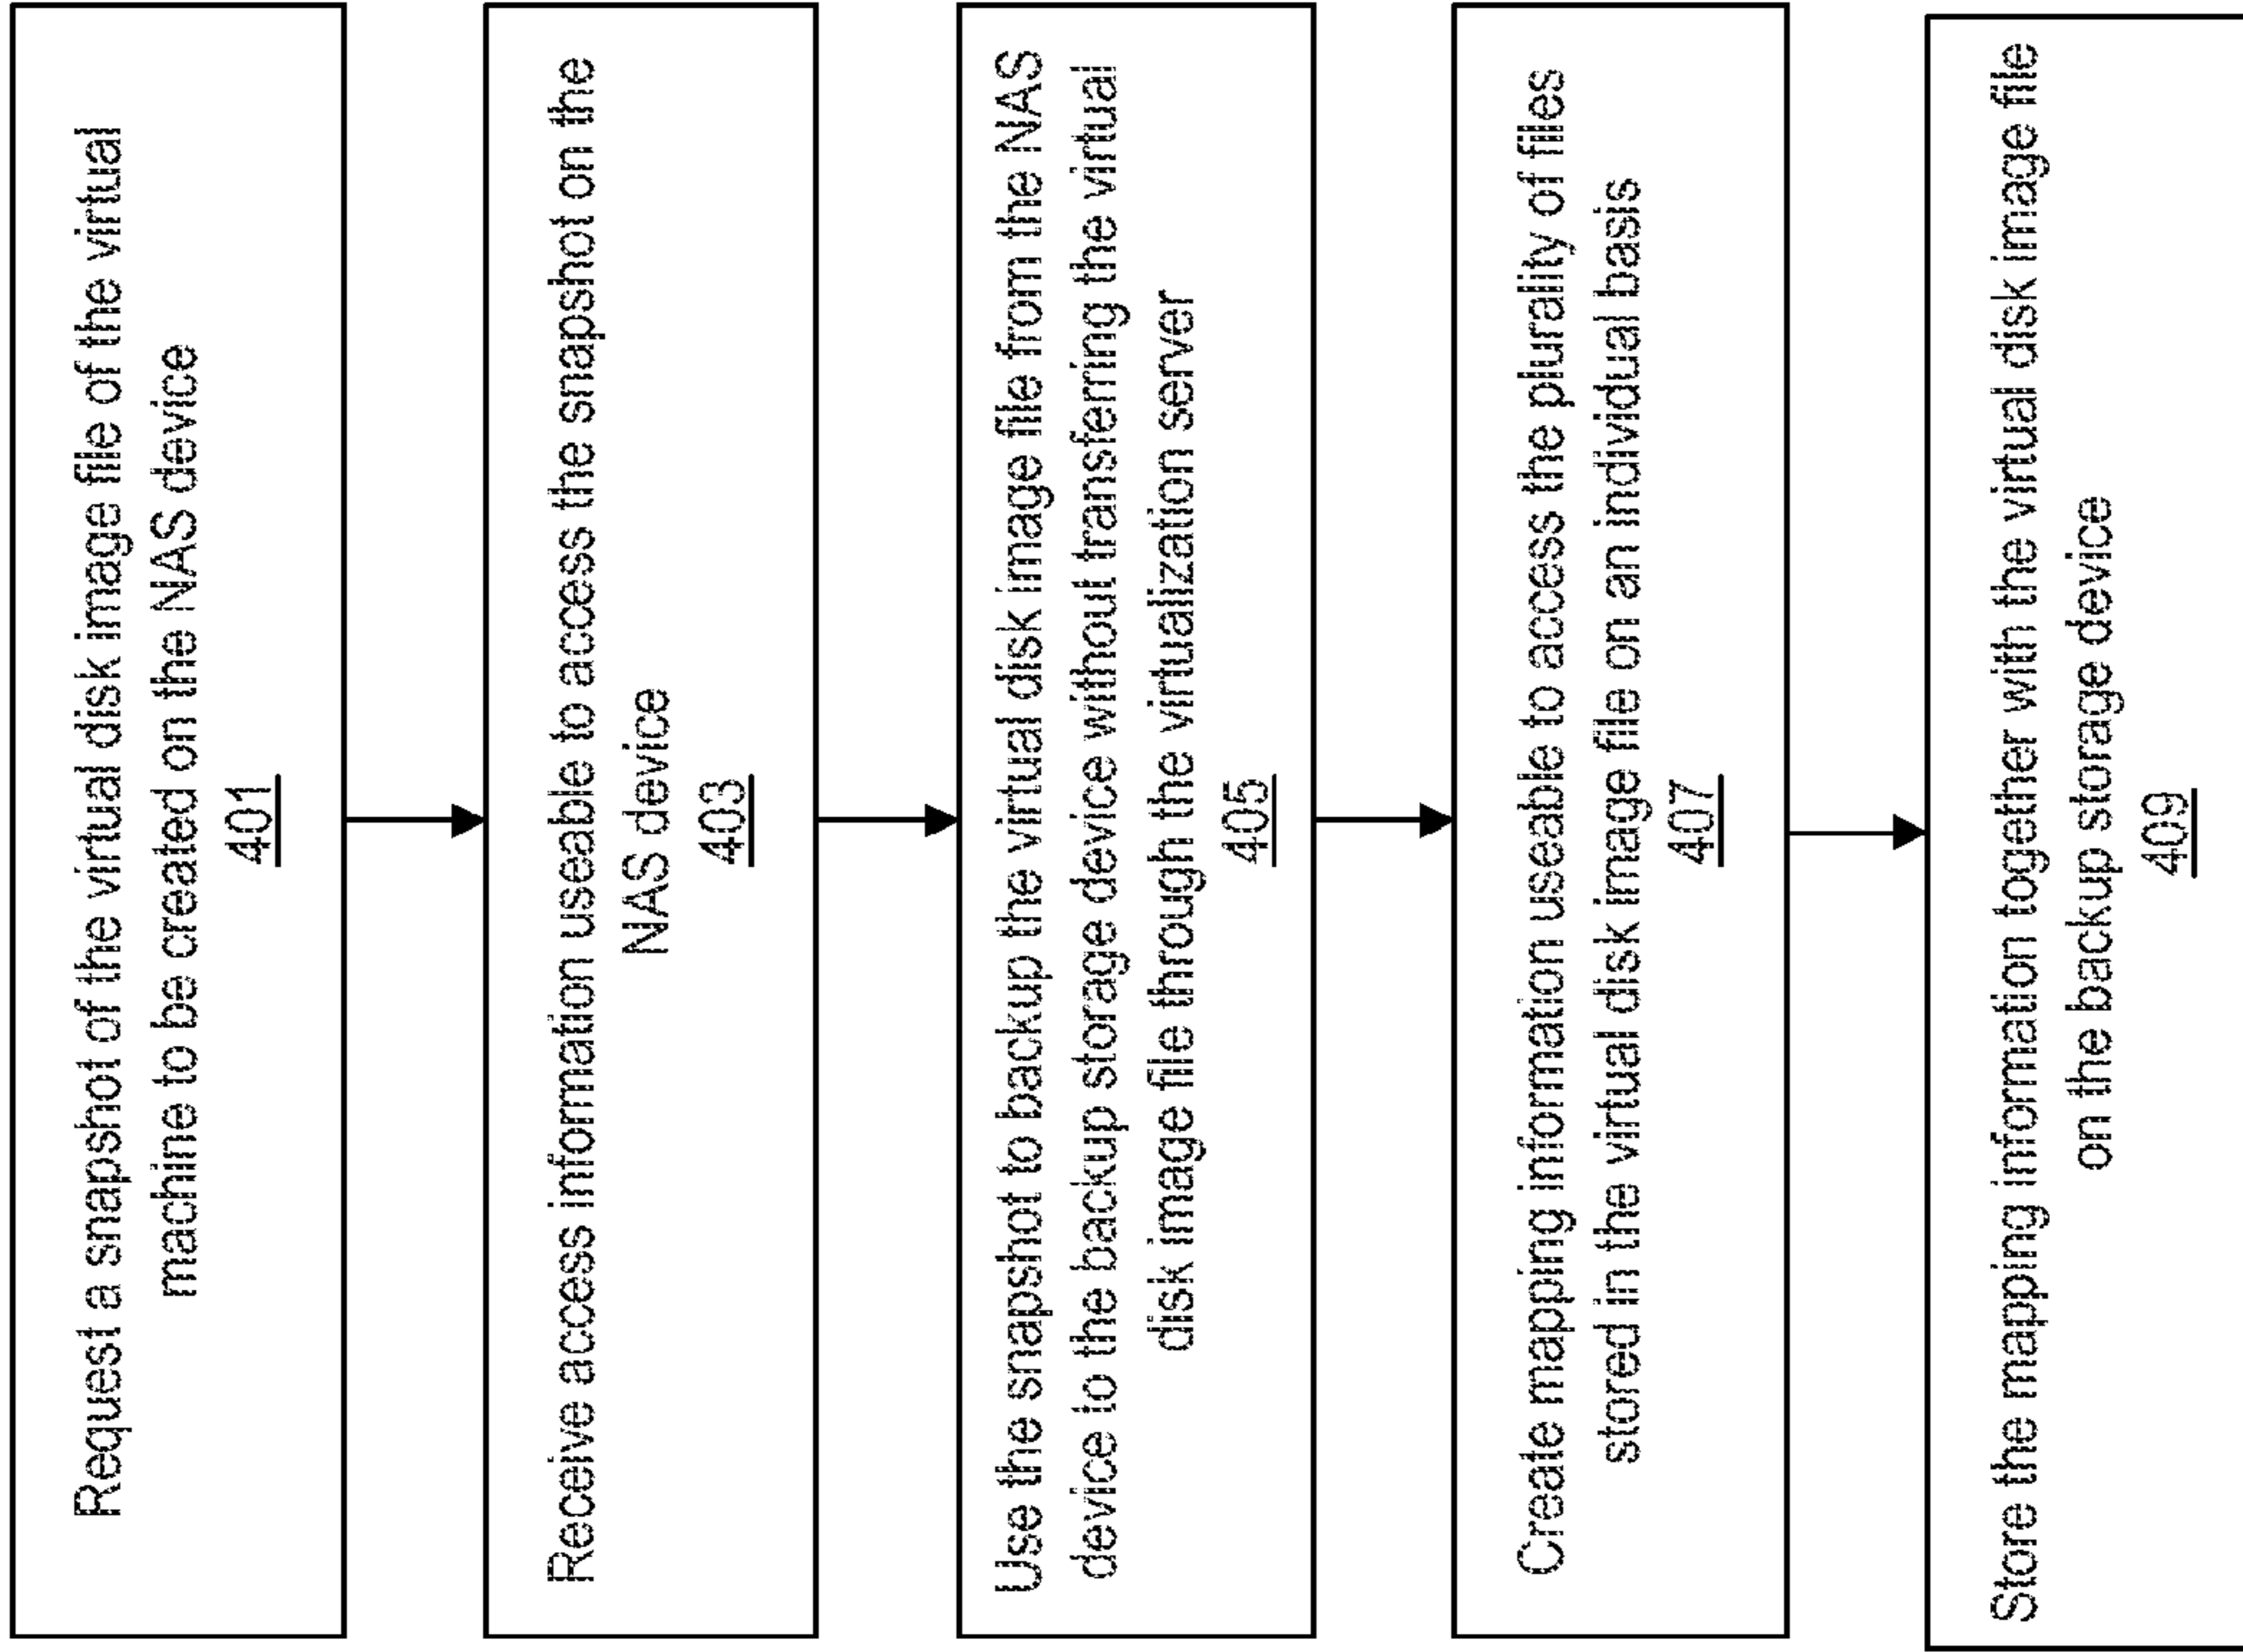 Request a snapshot of the virtual disk image file of the virtual
machine to be created on the NAS device
401
Receive access information useable to access the snapshot on the
NAS device
403
Use the snapshot to backup the virtual disk image file from the NAS
device to the backup storage device without transferring the virtual
disk image file through the virtualization server
405
Create mapping information useable to access the plurality of files
stored in the virtual disk image file on an individual basis
407
Store the mapping information together with the virtual disk image file
on the backup storage device
409